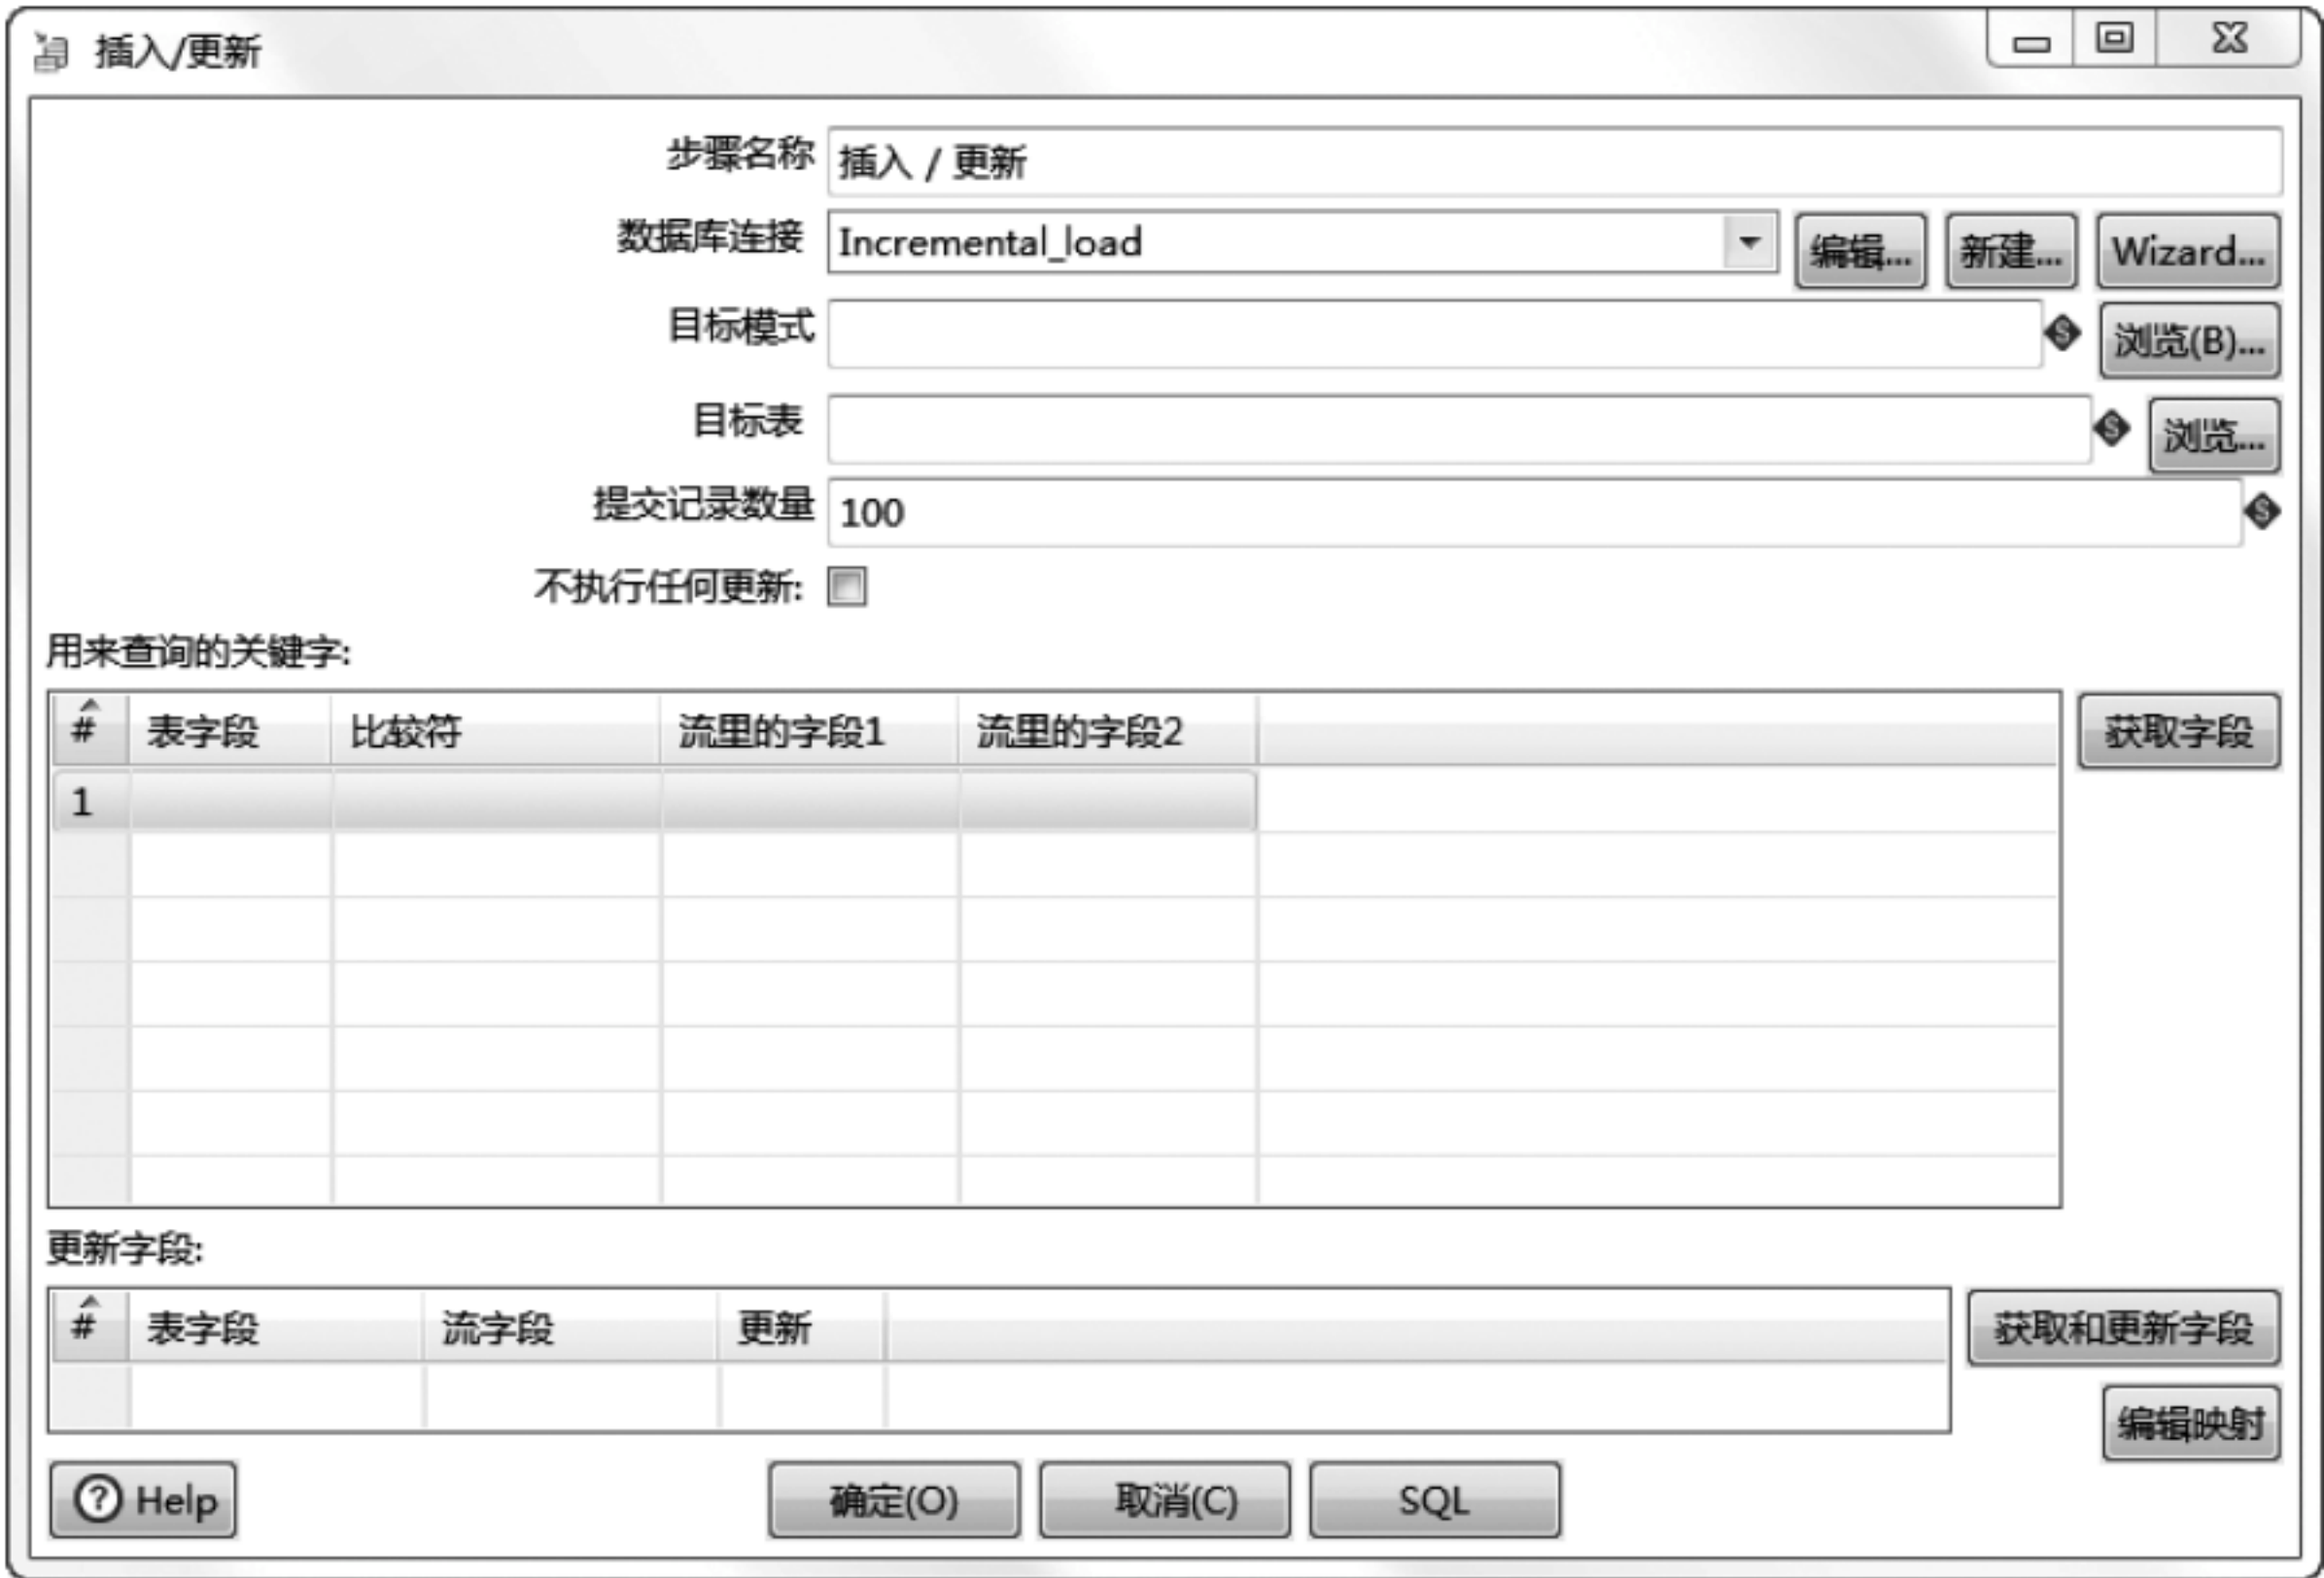 插入/更新
步骤名称 插入 / 更新
数据库连接 Incremental_load 编辑... 新建... Wizard...
目标模式 浏览(B)...
目标表 浏览...
提交记录数量 100
不执行任何更新:
用来查询的关键字:
# 表字段 比较符 流里的字段1 流里的字段2 获取字段
1
更新字段:
# 表字段 流字段 更新 获取和更新字段
编辑映射
Help 确定(O) 取消(C) SQL